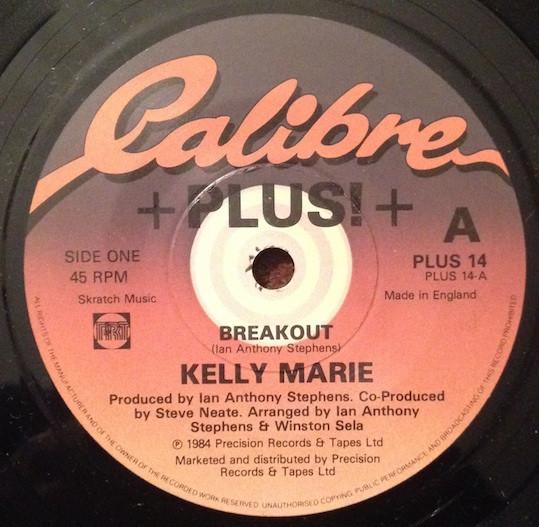 Calibre
+ PLUS! +
A
SIDE ONE
45 RPM
Skratch Music
PRT
PLUS 14
PLUS 14-A
Made in England
BREAKOUT
(Ian Anthony Stephens)
KELLY MARIE
Produced by Ian Anthony Stephens. Co-Produced
by Steve Neate. Arranged by Ian Anthony
Stephens & Winston Sela
℗ 1984 Precision Records & Tapes Ltd
Marketed and distributed by Precision
Records & Tapes Ltd
ALL RIGHTS OF THE MANUFACTURER AND OF THE OWNER OF THE RECORDED WORK RESERVED. UNAUTHORISED COPYING, PUBLIC PERFORMANCE AND BROADCASTING OF THIS RECORD PROHIBITED